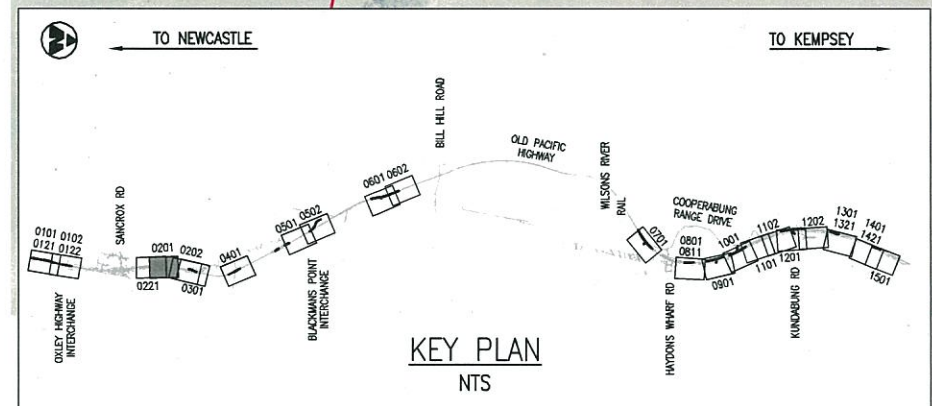 TO NEWCASTLE
TO KEMPSEY
BILL HILL ROAD
OLD PACIFIC
HIGHWAY
WILSONS RIVER
RAIL
COOPERABUNG
RANGE DRIVE
SANCROX RD
0101 0102
0121 0122
0201
0202
0221
0301
0401
0501 0502
0601 0602
0701
0801
0811
0901
1001
1101
1102
1201
1202
1301
1321
1401
1421
1501
OXLEY HIGHWAY
INTERCHANGE
BLACKMANS POINT
INTERCHANGE
HAYDONS WHARF RD
KUNDABUNG RD
KEY PLAN
NTS